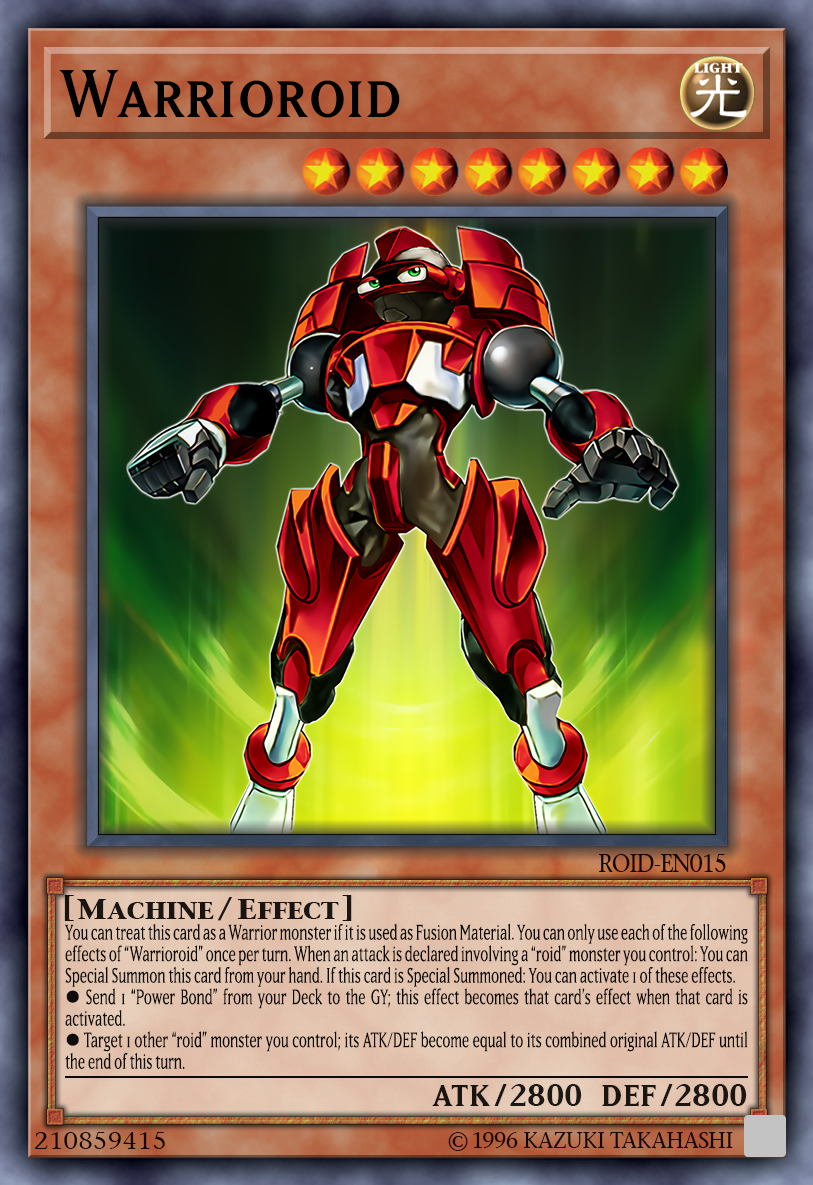 Warrioroid
LIGHT
光
ROID-EN015
[Machine / Effect]
You can treat this card as a Warrior monster if it is used as Fusion Material. You can only use each of the following
effects of “Warrioroid” once per turn. When an attack is declared involving a “roid” monster you control: You can
Special Summon this card from your hand. If this card is Special Summoned: You can activate 1 of these effects.
● Send 1 “Power Bond” from your Deck to the GY; this effect becomes that card’s effect when that card is
activated.
● Target 1 other “roid” monster you control; its ATK/DEF become equal to its combined original ATK/DEF until
the end of this turn.
ATK/2800 DEF/2800
210859415 © 1996 KAZUKI TAKAHASHI